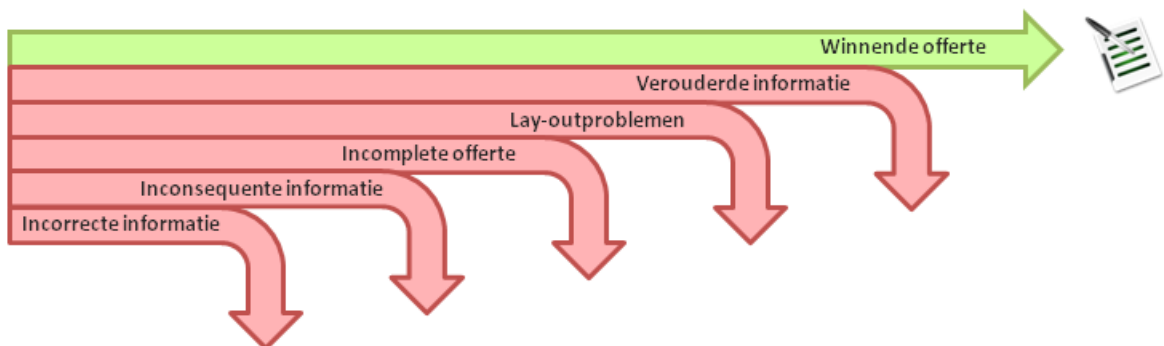 Winnende offerte
Verouderde informatie
Lay-outproblemen
Incomplete offerte
Inconsequente informatie
Incorrecte informatie